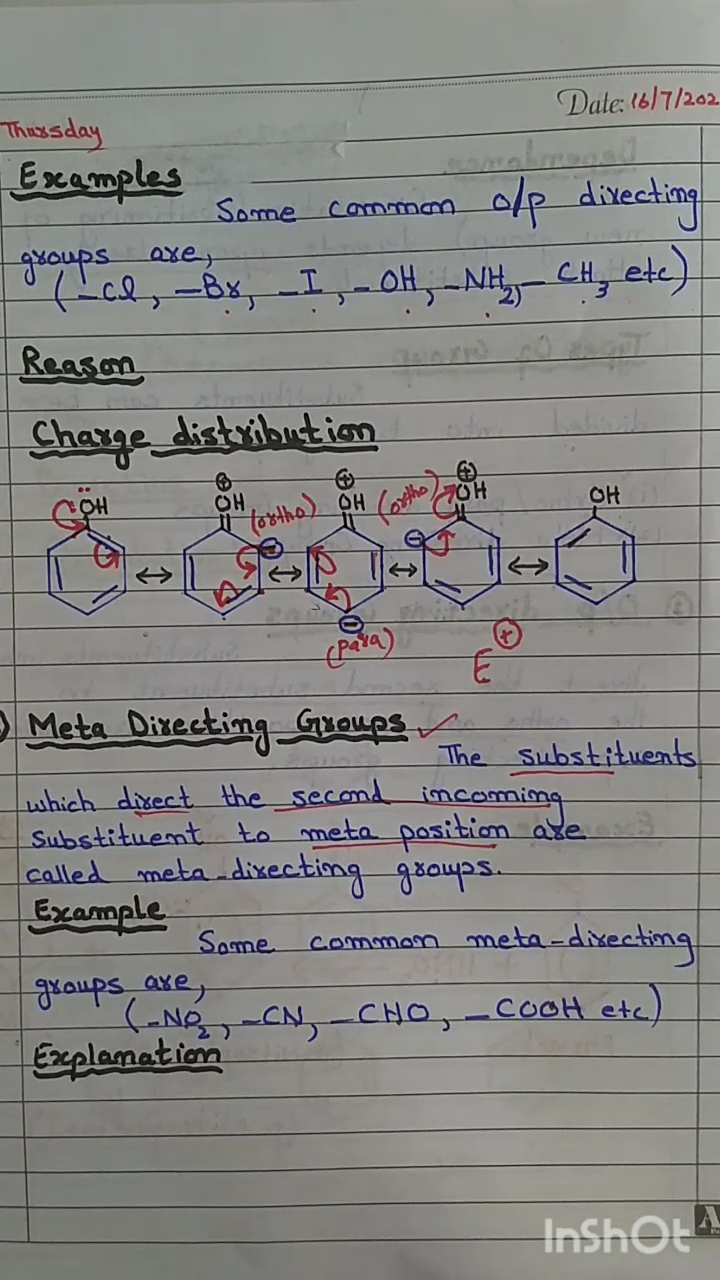 Date: 16/7/202
Thursday
Examples
Some common o/p directing
groups are,
(-Cl, -Br, -I, -OH, -NH2, -CH3 etc)
Reason
Charge distribution
ÖH ⊕ OH (ortho) ⊕ OH (ortho) ⊕ OH OH
⊖ ⊖ ⊖
(para)
E⊕
Meta Directing Groups ✓
The substituents
which direct the second incoming
substituent to meta position are
called meta-directing groups.
Example
Some common meta-directing
groups are,
(-NO2, -CN, -CHO, -COOH etc)
Explanation
A
InShOt